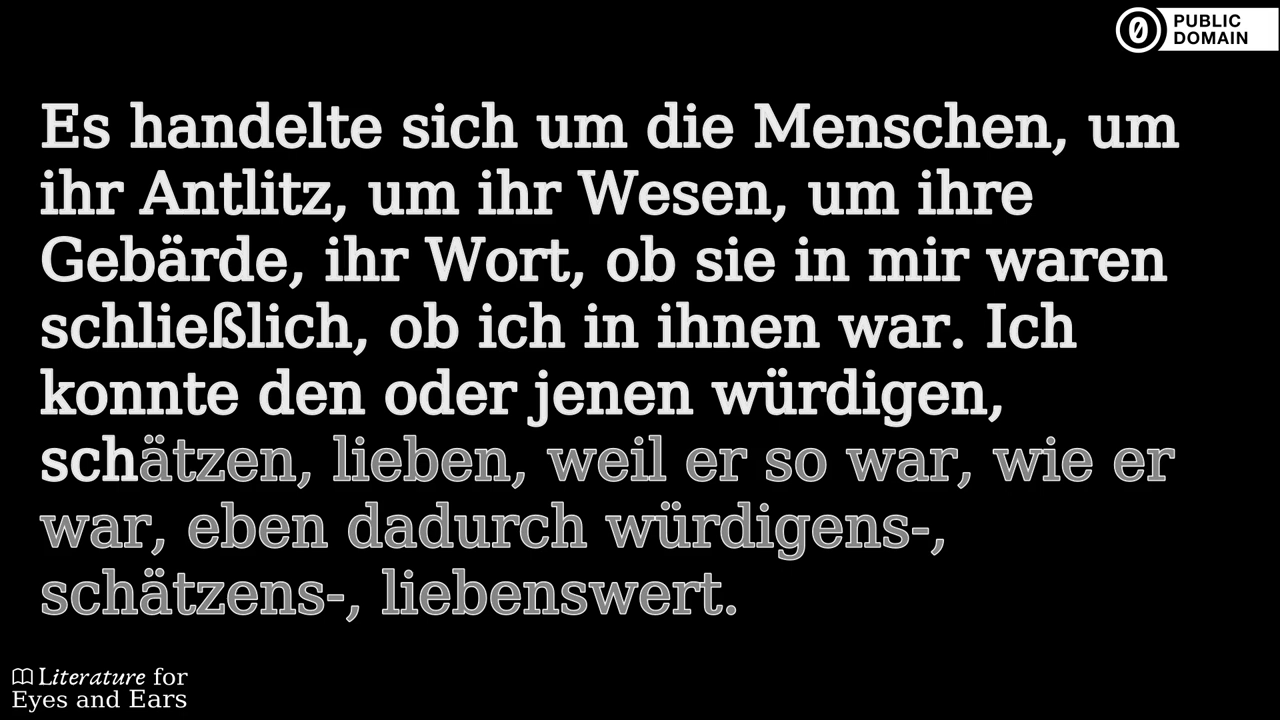 PUBLIC
DOMAIN
Es handelte sich um die Menschen, um
ihr Antlitz, um ihr Wesen, um ihre
Gebärde, ihr Wort, ob sie in mir waren
schließlich, ob ich in ihnen war. Ich
konnte den oder jenen würdigen,
schätzen, lieben, weil er so war, wie er
war, eben dadurch würdigens-,
schätzens-, liebenswert.
Literature for
Eyes and Ears